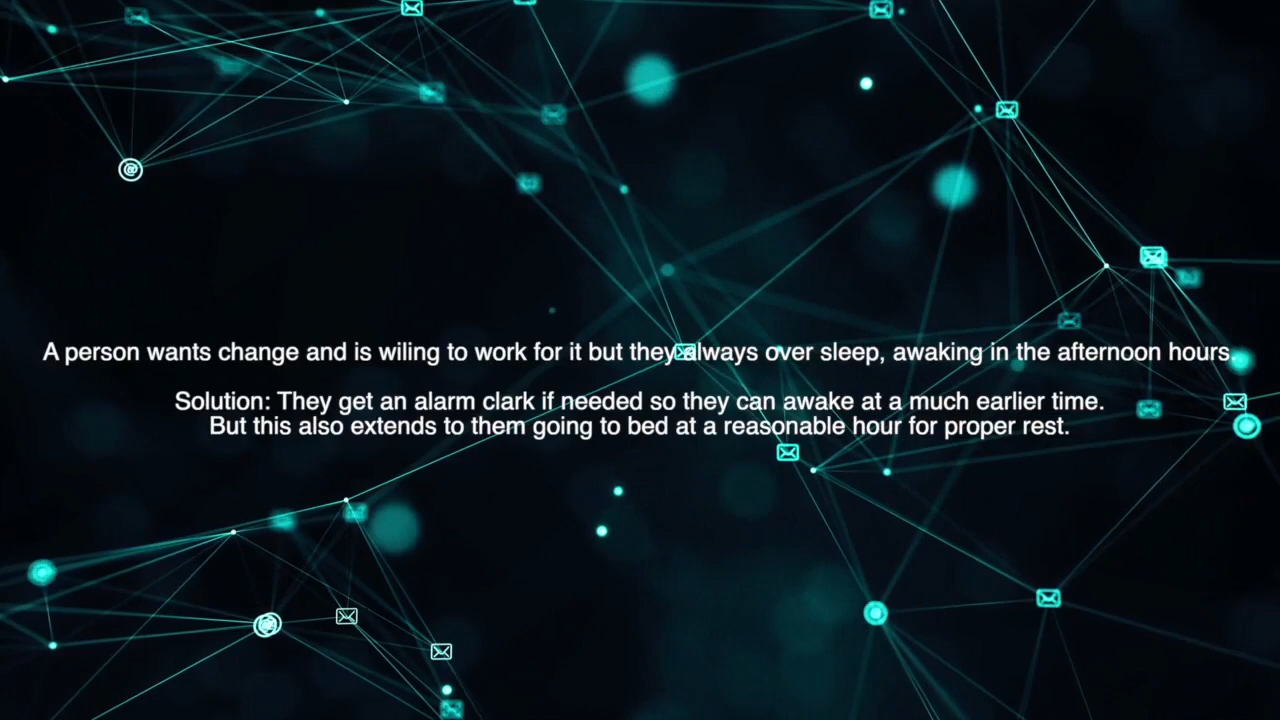 A person wants change and is wiling to work for it but they always over sleep, awaking in the afternoon hours.
Solution: They get an alarm clark if needed so they can awake at a much earlier time.
But this also extends to them going to bed at a reasonable hour for proper rest.